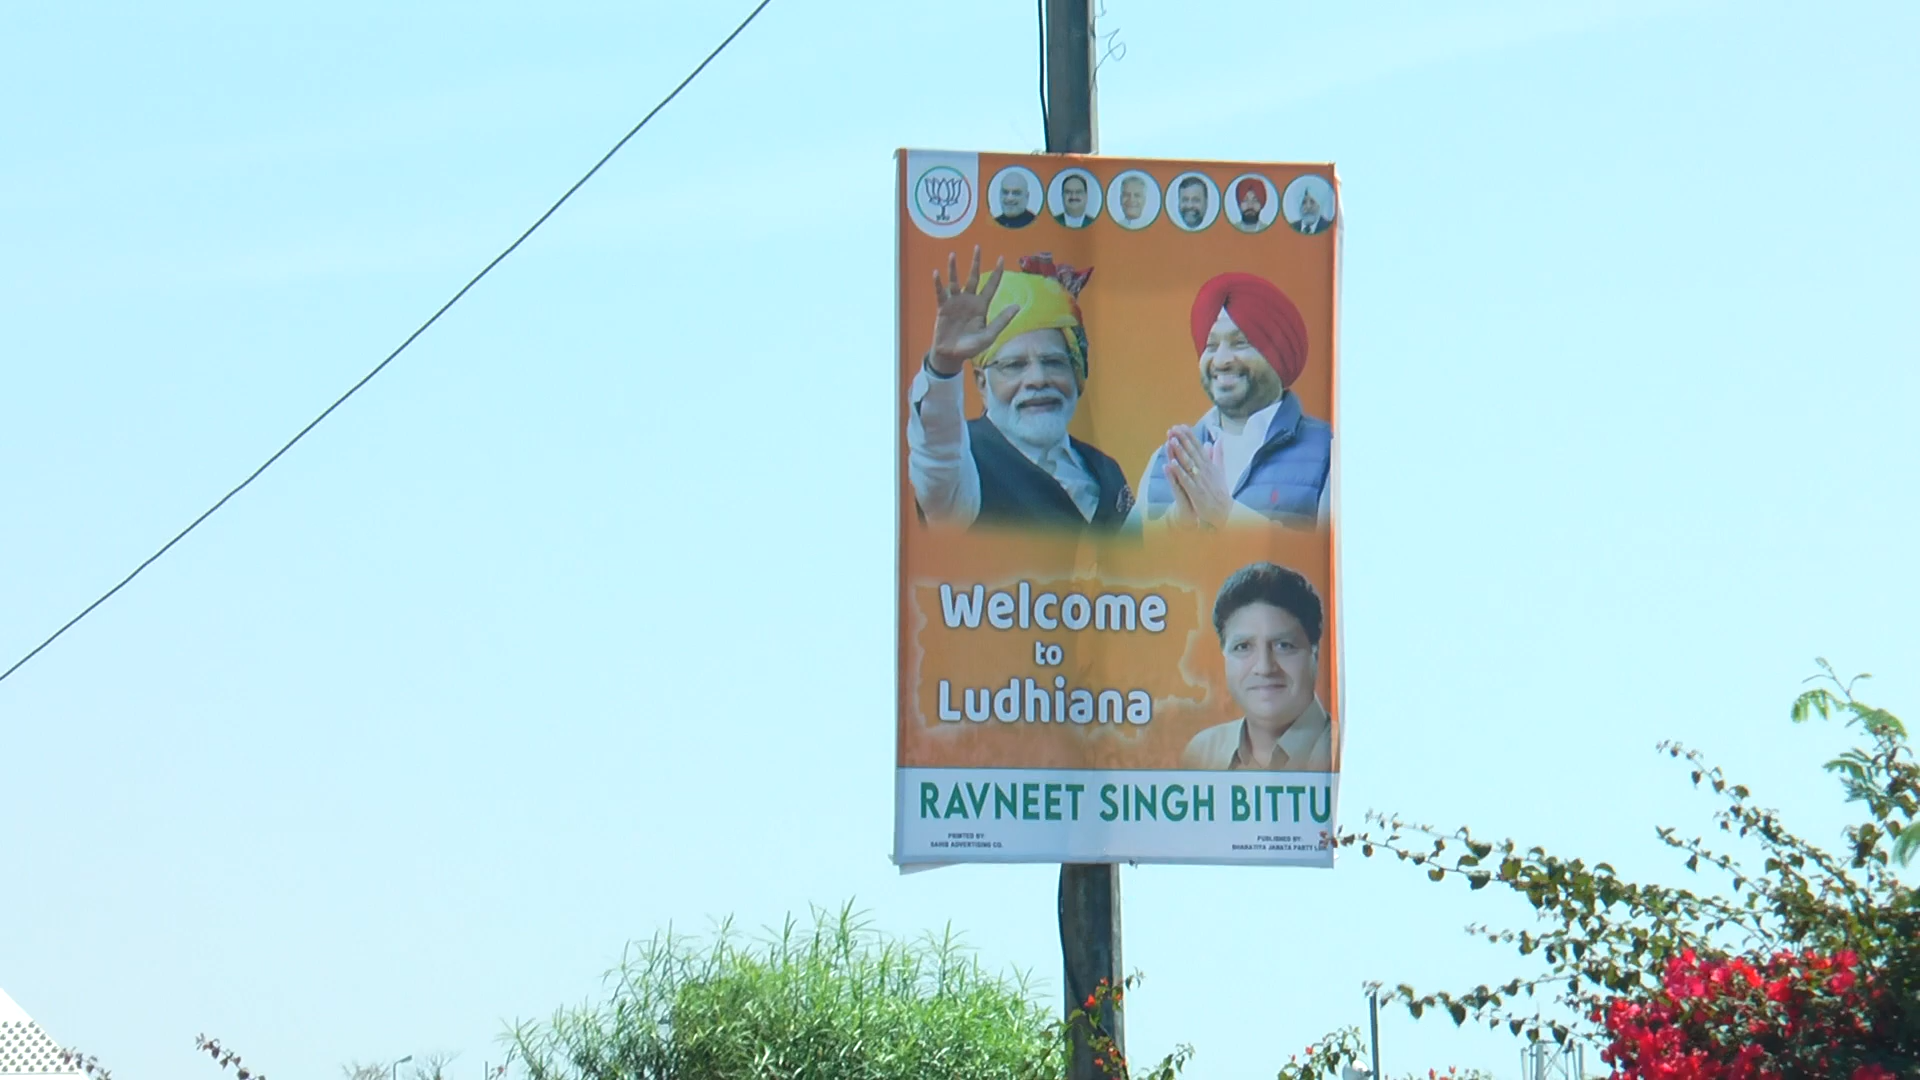 Welcome
to
Ludhiana
RAVNEET SINGH BITTU
PRINTED BY:
SAHIB ADVERTISING CO.
PUBLISHED BY:
BHARATIYA JANATA PARTY